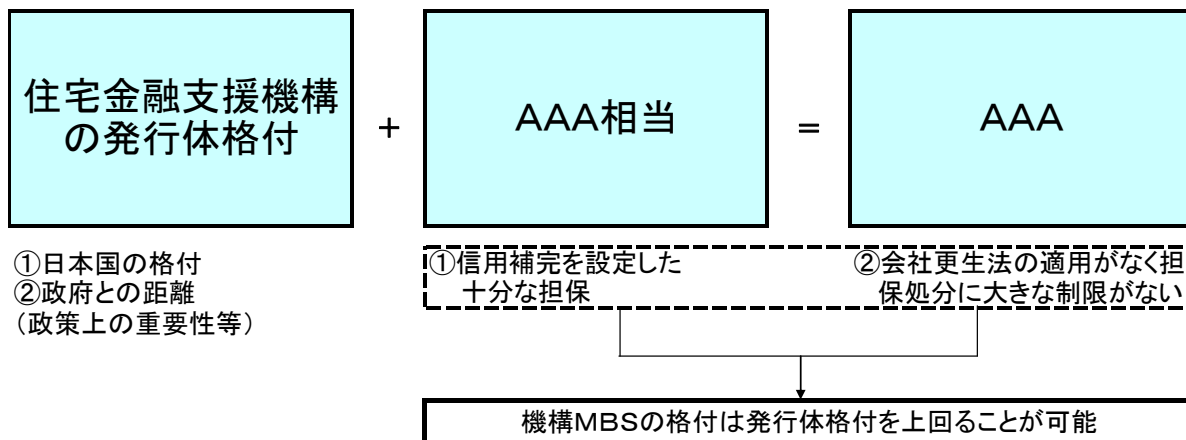 住宅金融支援機構
の発行体格付
+
AAA相当
=
AAA
①日本国の格付
②政府との距離
(政策上の重要性等)
①信用補完を設定した
十分な担保
②会社更生法の適用がなく担
保処分に大きな制限がない
機構MBSの格付は発行体格付を上回ることが可能